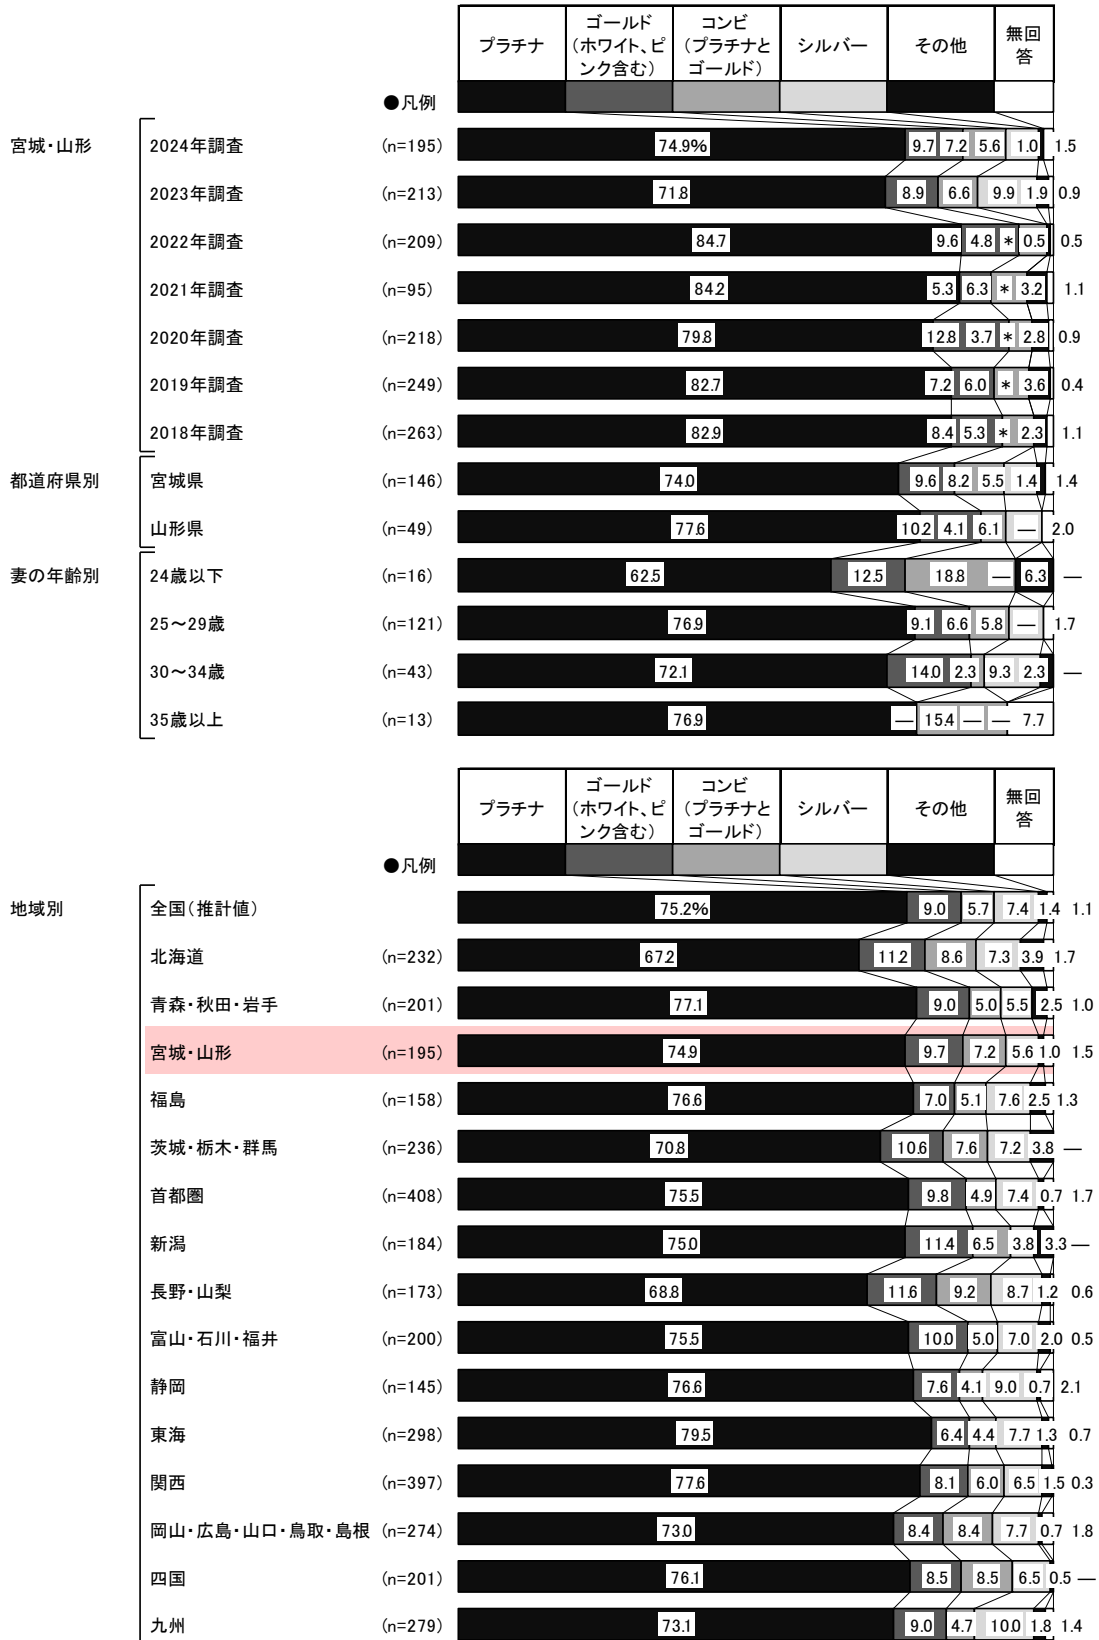 プラチナ ゴールド(ホワイト、ピンク含む) コンビ(プラチナとゴールド) シルバー その他 無回答
●凡例
宮城・山形 2024年調査 (n=195) 74.9% 9.7 7.2 5.6 1.0 1.5
2023年調査 (n=213) 71.8 8.9 6.6 9.9 1.9 0.9
2022年調査 (n=209) 84.7 9.6 4.8 * 0.5 0.5
2021年調査 (n=95) 84.2 5.3 6.3 * 3.2 1.1
2020年調査 (n=218) 79.8 12.8 3.7 * 2.8 0.9
2019年調査 (n=249) 82.7 7.2 6.0 * 3.6 0.4
2018年調査 (n=263) 82.9 8.4 5.3 * 2.3 1.1
都道府県別 宮城県 (n=146) 74.0 9.6 8.2 5.5 1.4 1.4
山形県 (n=49) 77.6 10.2 4.1 6.1 — 2.0
妻の年齢別 24歳以下 (n=16) 62.5 12.5 18.8 — 6.3 —
25~29歳 (n=121) 76.9 9.1 6.6 5.8 — 1.7
30~34歳 (n=43) 72.1 14.0 2.3 9.3 2.3 —
35歳以上 (n=13) 76.9 — 15.4 — — 7.7
プラチナ ゴールド(ホワイト、ピンク含む) コンビ(プラチナとゴールド) シルバー その他 無回答
●凡例
地域別 全国(推計値) 75.2% 9.0 5.7 7.4 1.4 1.1
北海道 (n=232) 67.2 11.2 8.6 7.3 3.9 1.7
青森・秋田・岩手 (n=201) 77.1 9.0 5.0 5.5 2.5 1.0
宮城・山形 (n=195) 74.9 9.7 7.2 5.6 1.0 1.5
福島 (n=158) 76.6 7.0 5.1 7.6 2.5 1.3
茨城・栃木・群馬 (n=236) 70.8 10.6 7.6 7.2 3.8 —
首都圏 (n=408) 75.5 9.8 4.9 7.4 0.7 1.7
新潟 (n=184) 75.0 11.4 6.5 3.8 3.3 —
長野・山梨 (n=173) 68.8 11.6 9.2 8.7 1.2 0.6
富山・石川・福井 (n=200) 75.5 10.0 5.0 7.0 2.0 0.5
静岡 (n=145) 76.6 7.6 4.1 9.0 0.7 2.1
東海 (n=298) 79.5 6.4 4.4 7.7 1.3 0.7
関西 (n=397) 77.6 8.1 6.0 6.5 1.5 0.3
岡山・広島・山口・鳥取・島根 (n=274) 73.0 8.4 8.4 7.7 0.7 1.8
四国 (n=201) 76.1 8.5 8.5 6.5 0.5 —
九州 (n=279) 73.1 9.0 4.7 10.0 1.8 1.4